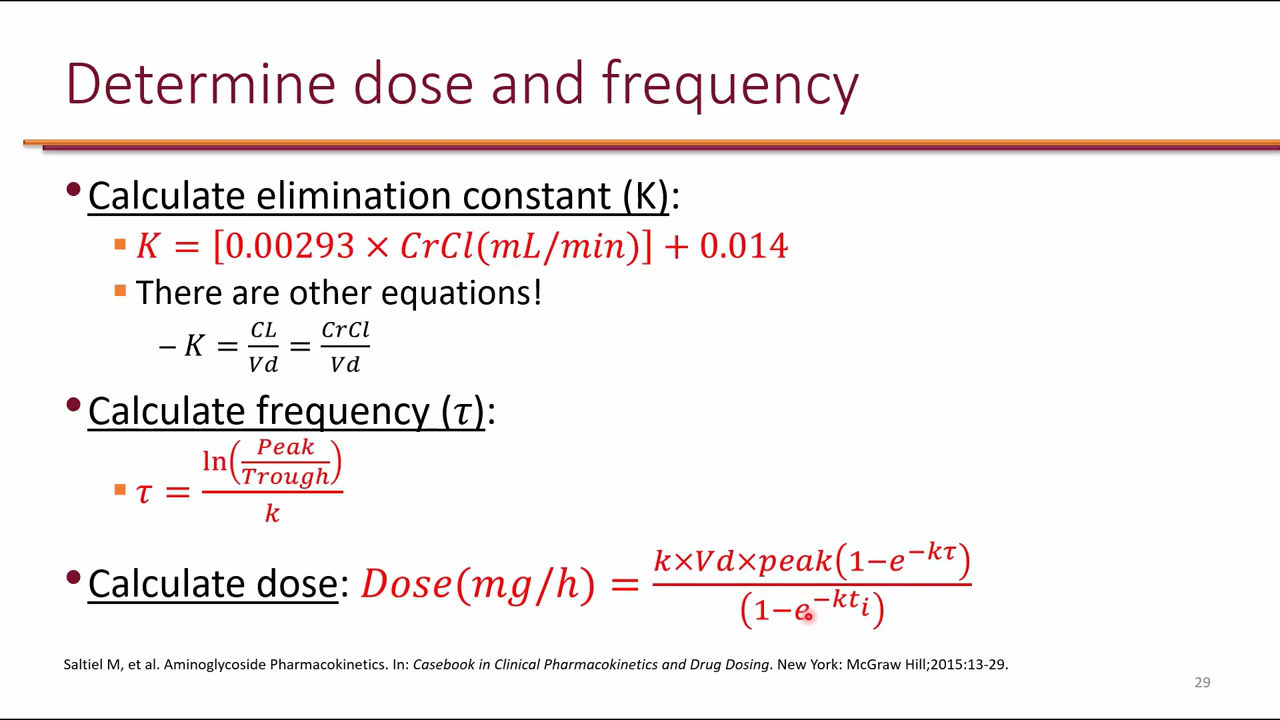 Determine dose and frequency
• Calculate elimination constant (K):
▪ K = [0.00293 × CrCl(mL/min)] + 0.014
▪ There are other equations!
– K = CL/Vd = CrCl/Vd
• Calculate frequency (τ):
▪ τ = ln(Peak/Trough)/k
• Calculate dose: Dose(mg/h) = k×Vd×peak(1−e^−kτ)/(1−e^−kt_i)
Saltiel M, et al. Aminoglycoside Pharmacokinetics. In: Casebook in Clinical Pharmacokinetics and Drug Dosing. New York: McGraw Hill;2015:13-29.
29